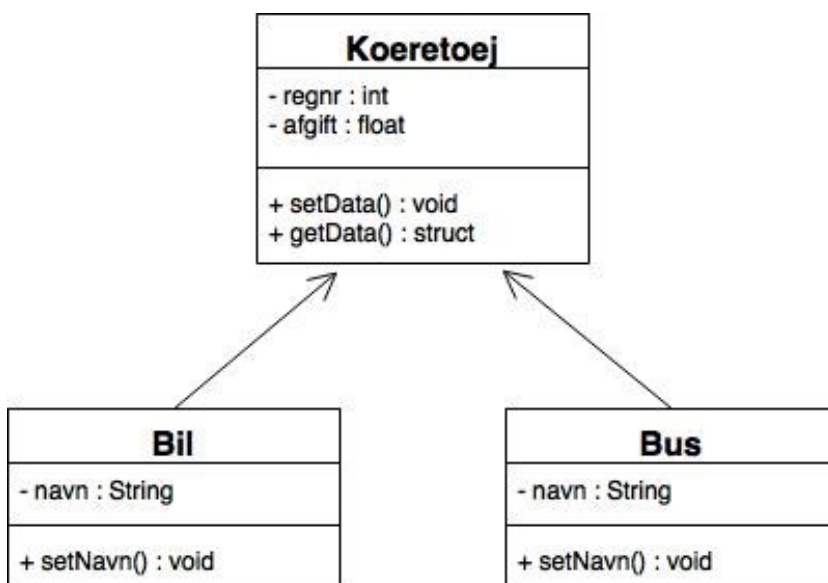 Koeretoej
- regnr : int
- afgift : float
+ setData() : void
+ getData() : struct
Bil
- navn : String
+ setNavn() : void
Bus
- navn : String
+ setNavn() : void